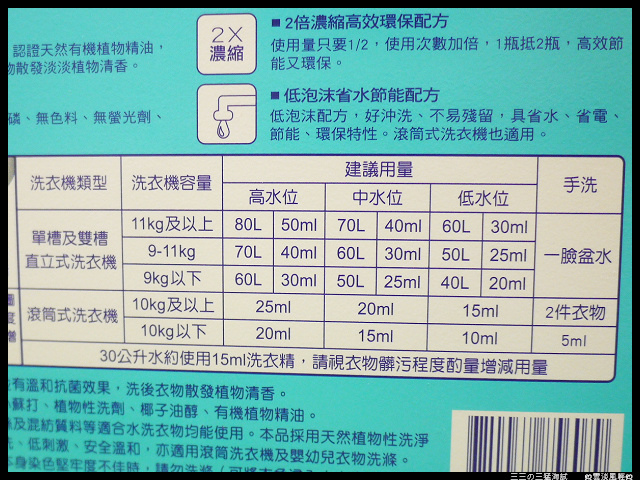 ■ 2倍濃縮高效環保配方
2X
濃縮
使用量只要1/2，使用次數加倍，1瓶抵2瓶，高效節
能又環保。
認證天然有機植物精油，
物散發淡淡植物清香。
■ 低泡沫省水節能配方
低泡沫配方，好沖洗、不易殘留，具省水、省電、
節能、環保特性。滾筒式洗衣機也適用。
磷、無色料、無螢光劑、
洗衣機類型 洗衣機容量 建議用量 手洗
高水位 中水位 低水位
單槽及雙槽
直立式洗衣機
11kg及以上 80L 50ml 70L 40ml 60L 30ml
9-11kg 70L 40ml 60L 30ml 50L 25ml
9kg以下 60L 30ml 50L 25ml 40L 20ml
一臉盆水
滾筒式洗衣機
10kg及以上 25ml 20ml 15ml 2件衣物
10kg以下 20ml 15ml 10ml 5ml
30公升水約使用15ml洗衣精，請視衣物髒污程度酌量增減用量
有溫和抗菌效果，洗後衣物散發植物清香。
小蘇打、植物性洗劑、椰子油醇、有機植物精油。
及混紡質料等適合水洗衣物均能使用。本品採用天然植物性洗淨
、低刺激、安全溫和，亦適用滾筒洗衣機及嬰幼兒衣物洗滌。
本身染色堅牢度不佳時，請勿洗滌